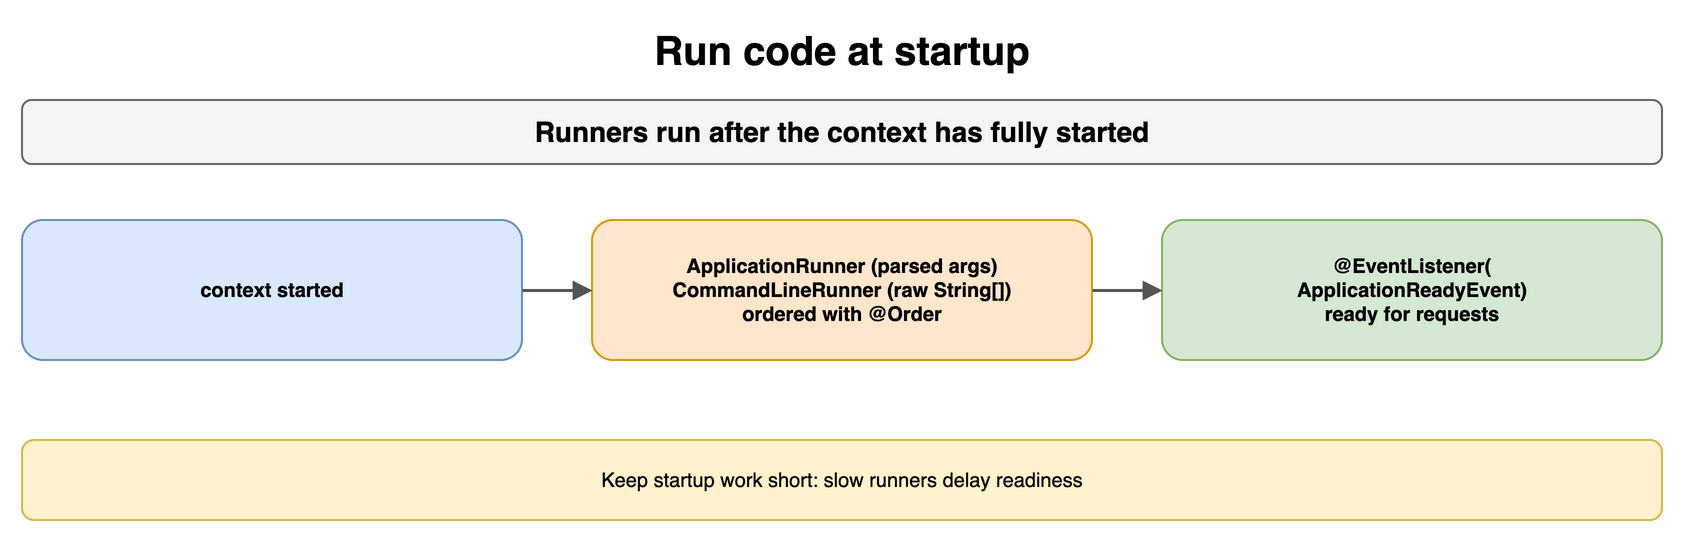 Run code at startup
Runners run after the context has fully started
context started
ApplicationRunner (parsed args)
CommandLineRunner (raw String[])
ordered with @Order
@EventListener(
ApplicationReadyEvent)
ready for requests
Keep startup work short: slow runners delay readiness